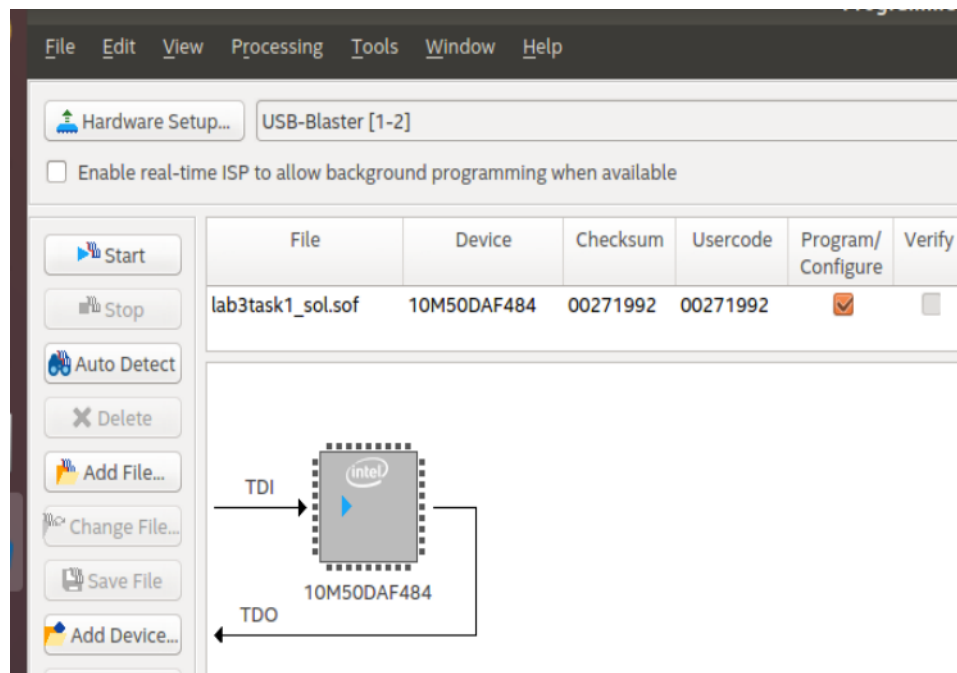 File Edit View Processing Tools Window Help
Hardware Setup... USB-Blaster [1-2]
Enable real-time ISP to allow background programming when available
Start
Stop
Auto Detect
Delete
Add File...
Change File...
Save File
Add Device...
File Device Checksum Usercode Program/ Verify
Configure
lab3task1_sol.sof 10M50DAF484 00271992 00271992
TDI
intel
10M50DAF484
TDO